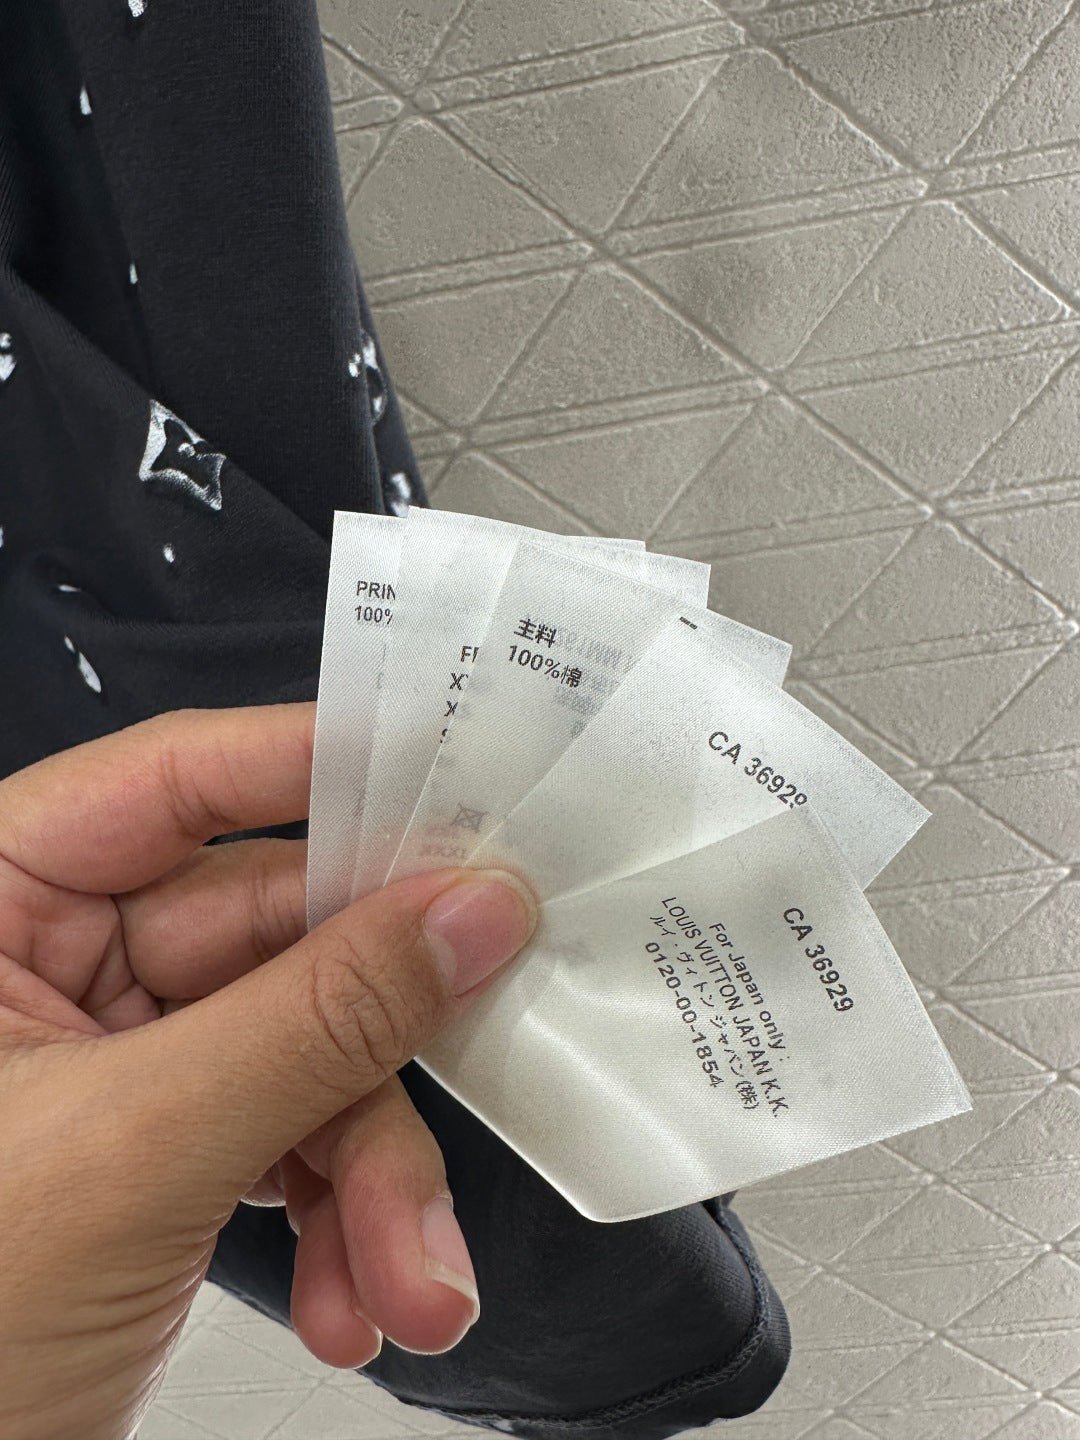 PRIN
100%
主料
100%棉
CA 36929
CA 36929
For Japan only :
LOUIS VUITTON JAPAN K.K.
ルイ・ヴィトン ジャパン(株)
0120-00-1854